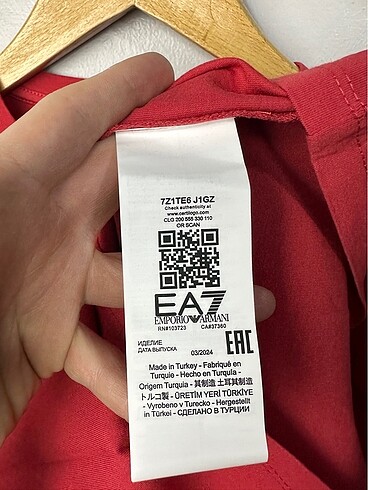 7Z1TE6 J1GZ
Check authenticity at
www.certilogo.com
CLG 200 555 330 110
OR SCAN
EA7
EMPORIO ARMANI
RN#103723 CA#37360
ИЗДЕЛИЕ
ДАТА ВЫПУСКА 03/2024
EAC
Made in Turkey - Fabriqué en
Turquie - Hecho en Turquía -
Origem Turquia - 其制造 土耳其制造
トルコ製 - ÜRETİM YERİ TÜRKİYE
- Vyrobeno v Turecko - Hergestellt
in Türkei - СДЕЛАНО В ТУРЦИИ